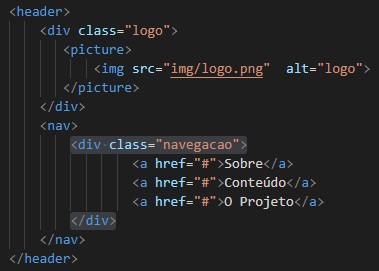 <header>
<div class="logo">
<picture>
<img src="img/logo.png"  alt="logo">
</picture>
</div>
<nav>
<div class="navegacao">
<a href="#">Sobre</a>
<a href="#">Conteúdo</a>
<a href="#">O Projeto</a>
</div>
</nav>
</header>